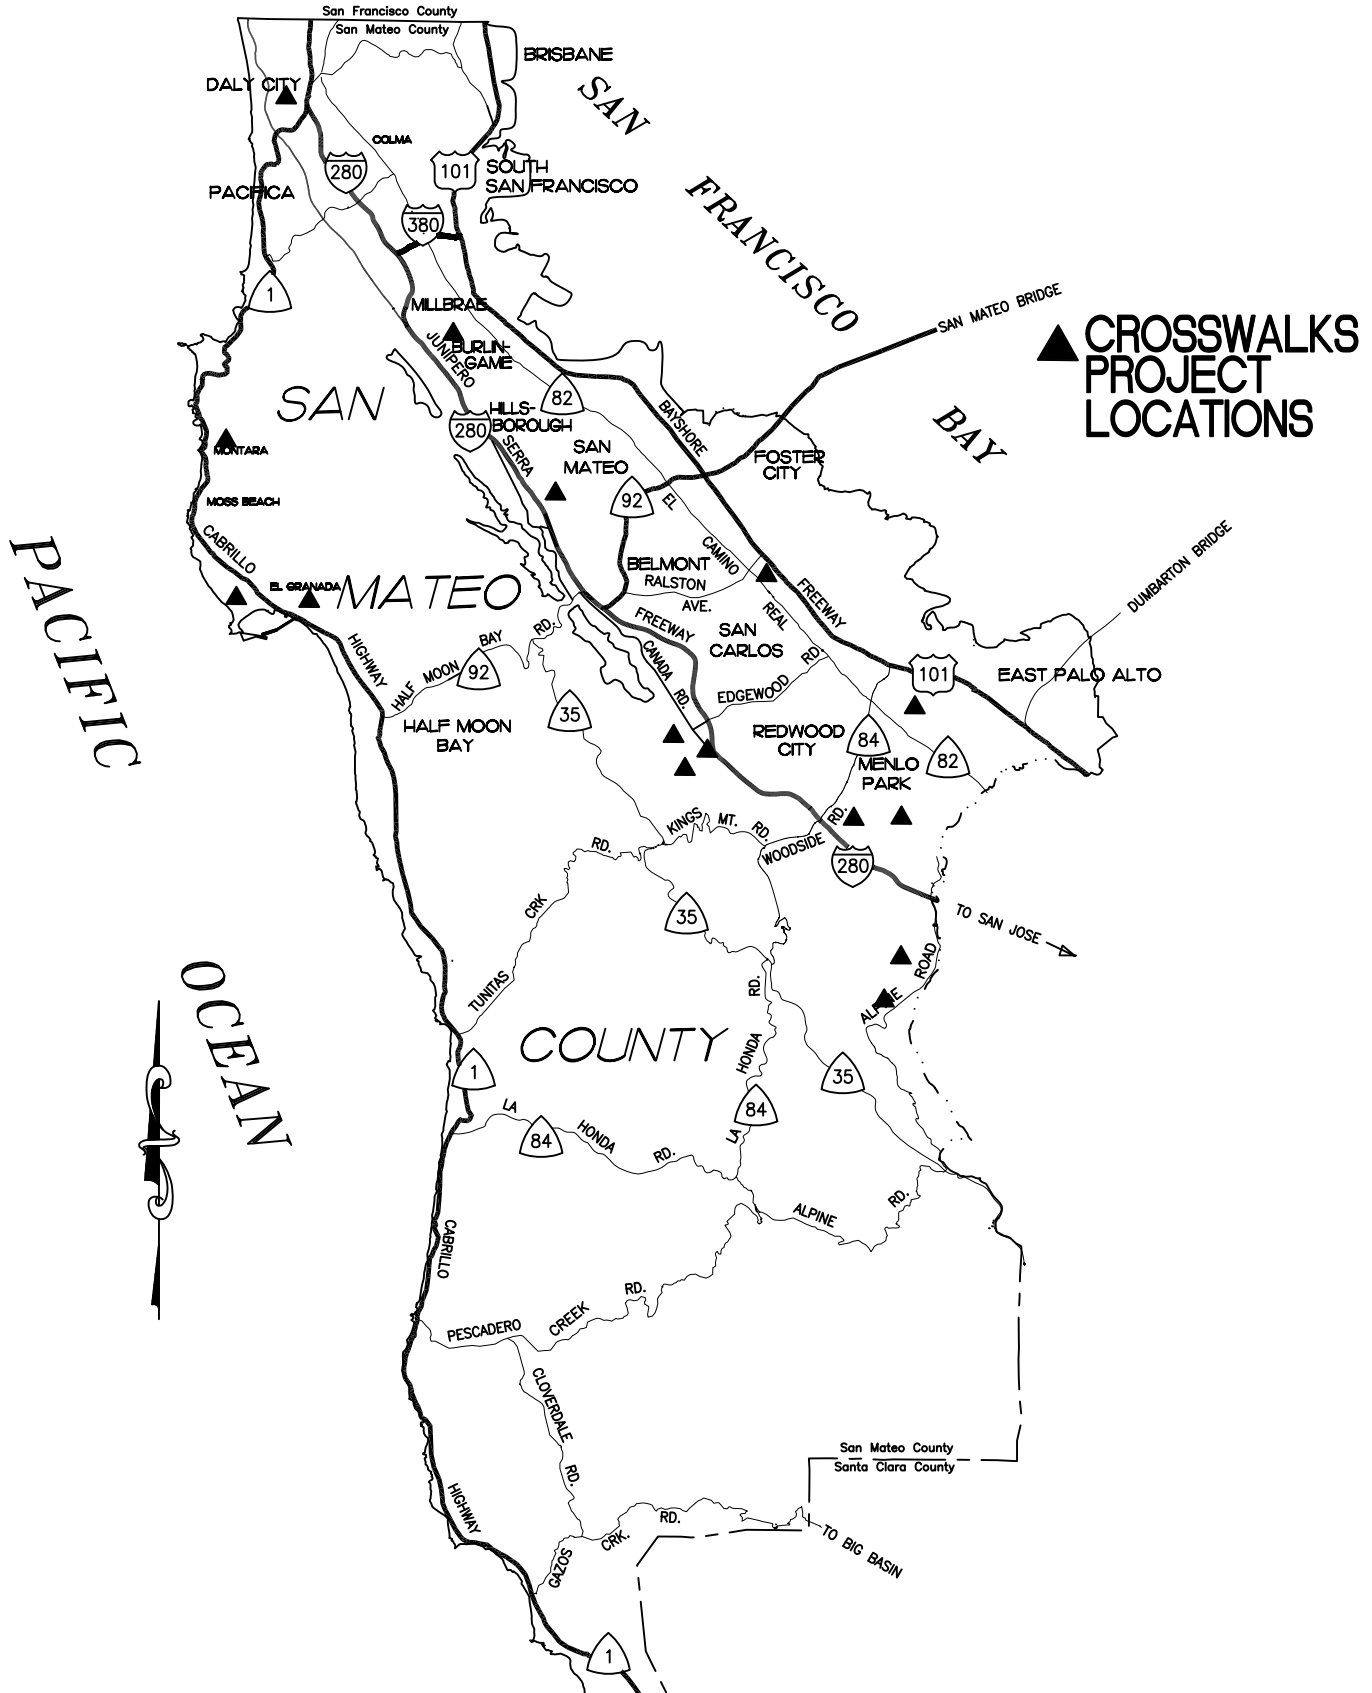 San Francisco County
San Mateo County
BRISBANE
DALY CITY
COLMA
280
101
SOUTH
SAN FRANCISCO
PACIFICA
380
1
SAN
FRANCISCO
BAY
SAN MATEO BRIDGE
CROSSWALKS
PROJECT
LOCATIONS
MILLBRAE
JUNIPERO
BURLIN-
GAME
82
SAN
280
HILLS-
BOROUGH
SERRA
SAN
MATEO
BAYSHORE
FOSTER
CITY
MONTARA
92
EL
MOSS BEACH
CABRILLO
CAMINO
BELMONT
RALSTON
AVE.
FREEWAY
DUMBARTON BRIDGE
EL GRANADA
MATEO
REAL
PACIFIC
HIGHWAY
HALF MOON
BAY
RD.
92
FREEWAY
SAN
CARLOS
CANADA
RD.
EDGEWOOD
RD.
101
EAST PALO ALTO
35
HALF MOON
BAY
REDWOOD
CITY
84
82
MENLO
PARK
KINGS
MT.
RD.
WOODSIDE
RD.
280
RD.
CRK
TUNITAS
35
TO SAN JOSE
ALPINE
ROAD
OCEAN
COUNTY
RD.
HONDA
LA
84
35
1
LA
84
HONDA
RD.
ALPINE
RD.
CABRILLO
PESCADERO
CREEK
RD.
CLOVERDALE
RD.
San Mateo County
Santa Clara County
HIGHWAY
GAZOS
CRK.
RD.
TO BIG BASIN
1